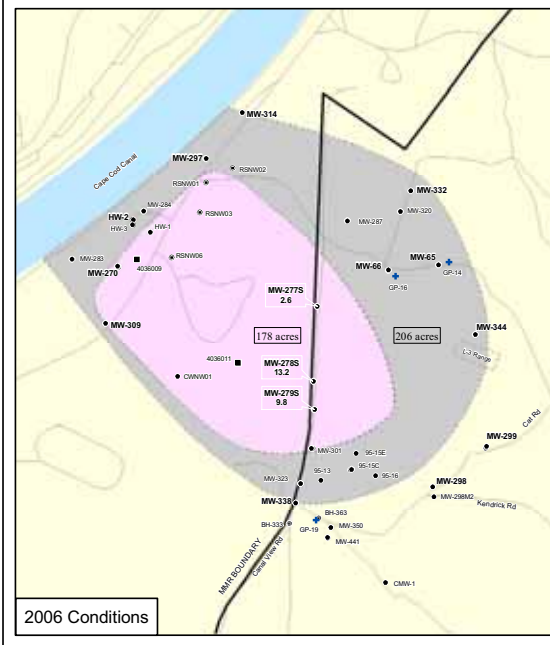 MW-314
Cape Cod Canal
MW-297
RSNW02
RSNW01
MW-332
MW-284
RSNW03
MW-320
HW-2
MW-287
HW-3
HW-1
MW-283
4036009
RSNW06
MW-270
MW-66
MW-65
GP-14
GP-16
MW-277S
2.6
MW-309
178 acres
206 acres
MW-344
L-3 Range
4036011
MW-278S
13.2
CWNW01
MW-279S
9.8
Cat Rd
MW-301
MW-299
95-15E
95-15C
95-13
95-16
MW-323
MW-298
MW-298M2
MW-338
Kendrick Rd
BH-363
BH-333
GP-19
MW-350
MW-441
MMR BOUNDARY
Canal View Rd
CMW-1
2006 Conditions